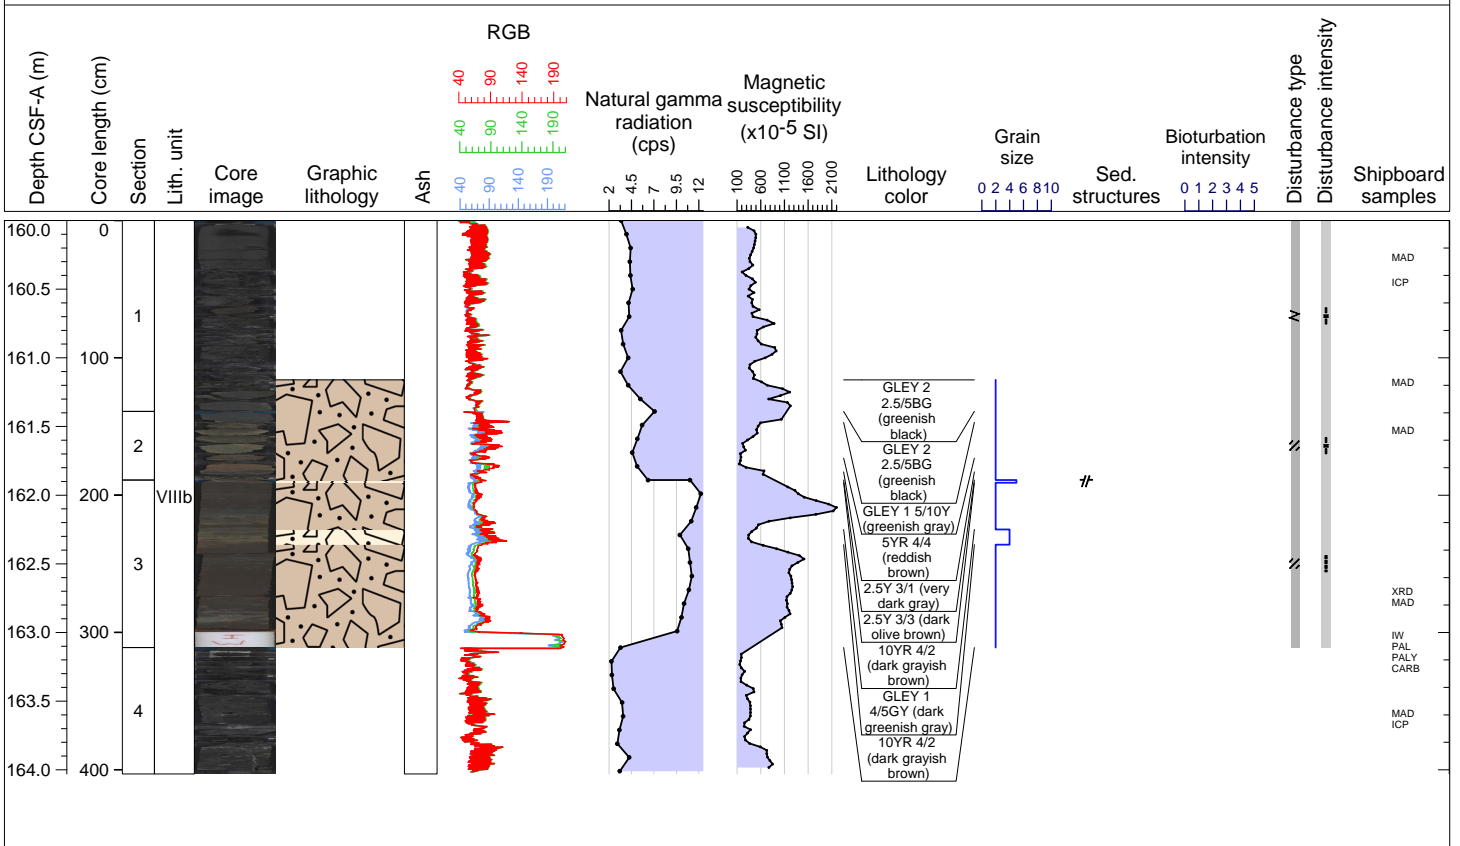 RGB
40 90 140 190
40 90 140 190
40 90 140 190
Depth CSF-A (m)
Core length (cm)
Section
Lith. unit
Core
image
Graphic
lithology
Ash
Natural gamma
radiation
(cps)
2 4.5 7 9.5 12
Magnetic
susceptibility
(x10-5 SI)
100 600 1100 1600 2100
Lithology
color
Grain
size
0 2 4 6 8 10
Sed.
structures
Bioturbation
intensity
0 1 2 3 4 5
Disturbance type
Disturbance intensity
Shipboard
samples
160.0
160.5
161.0
161.5
162.0
162.5
163.0
163.5
164.0
0
100
200
300
400
1
2
3
4
VIIIb
GLEY 2
2.5/5BG
(greenish
black)
GLEY 2
2.5/5BG
(greenish
black)
GLEY 1 5/10Y
(greenish gray)
5YR 4/4
(reddish
brown)
2.5Y 3/1 (very
dark gray)
2.5Y 3/3 (dark
olive brown)
10YR 4/2
(dark grayish
brown)
GLEY 1
4/5GY (dark
greenish gray)
10YR 4/2
(dark grayish
brown)
MAD
ICP
MAD
MAD
XRD
MAD
IW
PAL
PALY
CARB
MAD
ICP